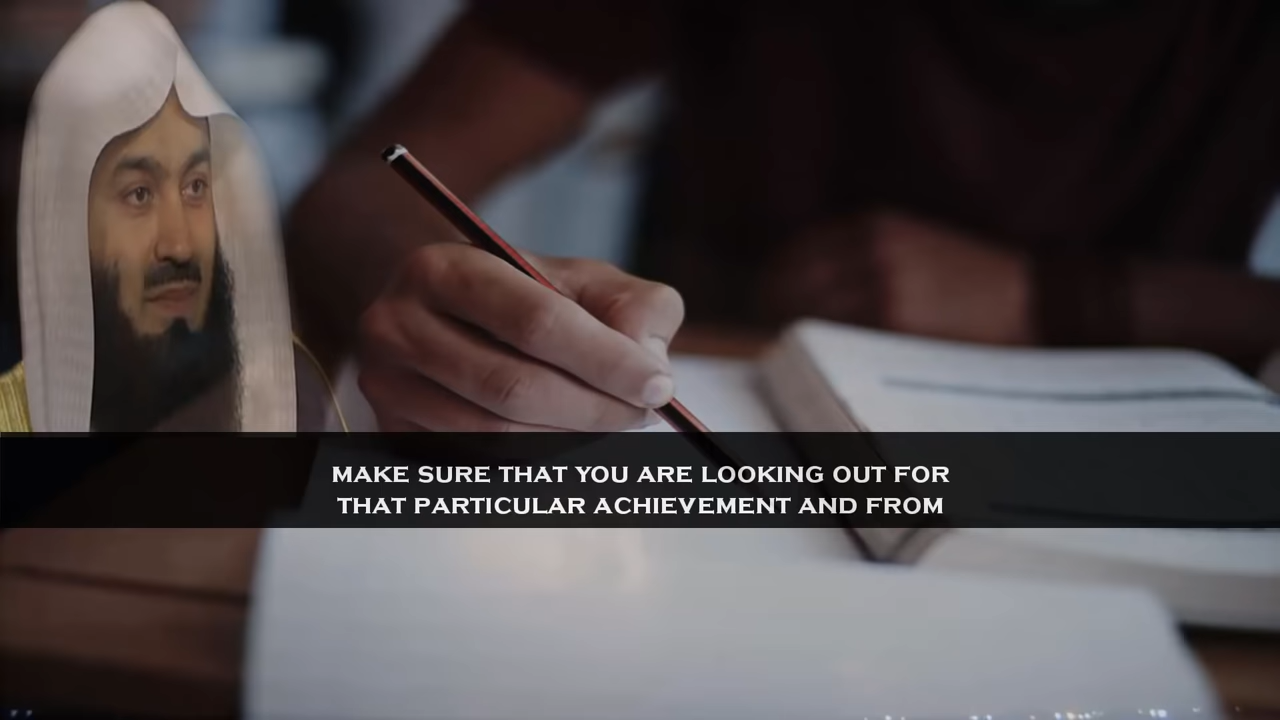 MAKE SURE THAT YOU ARE LOOKING OUT FOR
THAT PARTICULAR ACHIEVEMENT AND FROM